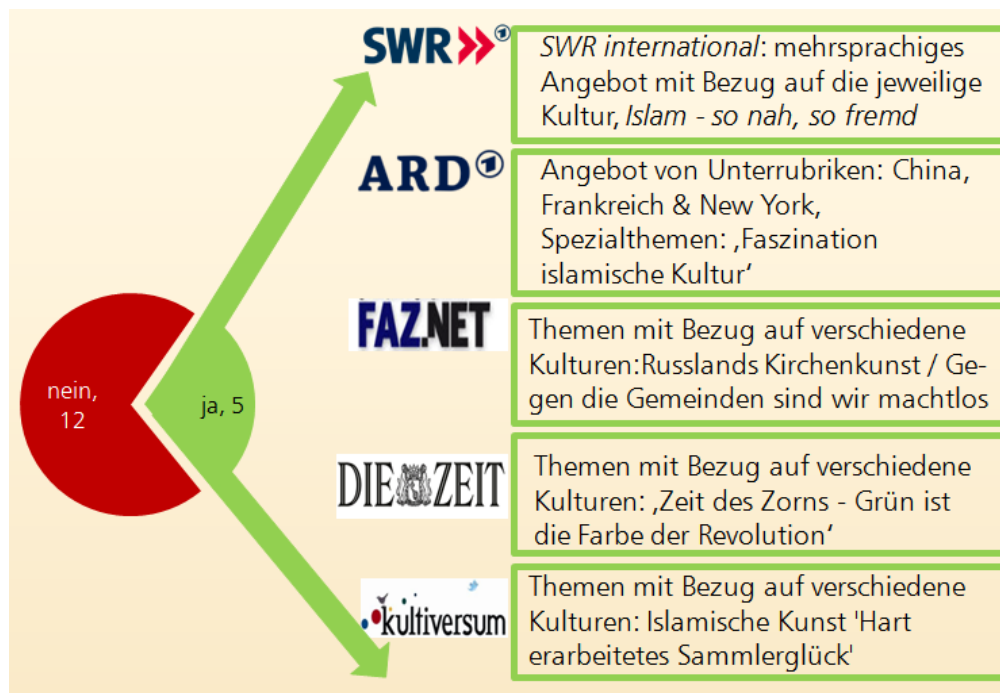 SWR
SWR international: mehrsprachiges
Angebot mit Bezug auf die jeweilige
Kultur, Islam - so nah, so fremd
ARD
Angebot von Unterrubriken: China,
Frankreich & New York,
Spezialthemen: ‚Faszination
islamische Kultur‘
FAZ.NET
Themen mit Bezug auf verschiedene
Kulturen:Russlands Kirchenkunst / Ge-
gen die Gemeinden sind wir machtlos
nein,
12
ja, 5
DIE ZEIT
Themen mit Bezug auf verschiedene
Kulturen: ‚Zeit des Zorns - Grün ist
die Farbe der Revolution‘
kultiversum
Themen mit Bezug auf verschiedene
Kulturen: Islamische Kunst 'Hart
erarbeitetes Sammlerglück'